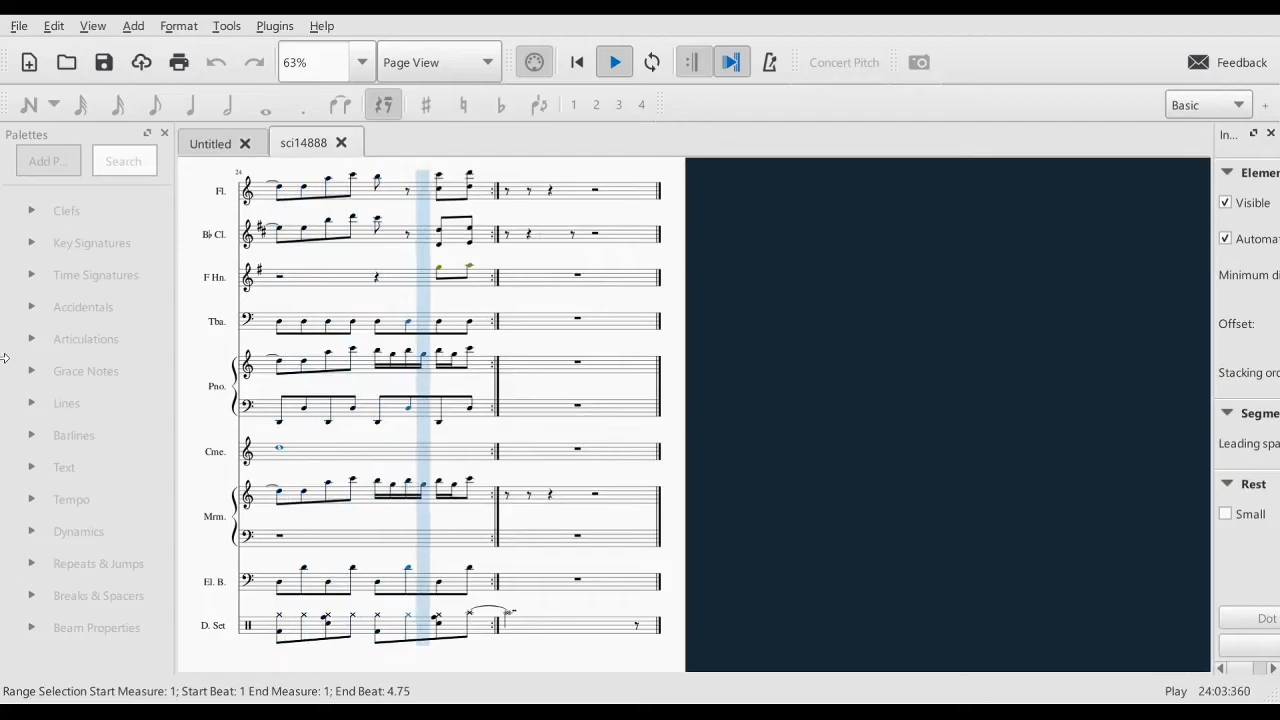 File Edit View Add Format Tools Plugins Help
63% Page View Concert Pitch Feedback
1 2 3 4 Basic
Palettes In...
Add P... Search
Untitled sci14888
Clefs
Key Signatures
Time Signatures
Accidentals
Articulations
Grace Notes
Lines
Barlines
Text
Tempo
Dynamics
Repeats & Jumps
Breaks & Spacers
Beam Properties
24
Fl.
B♭ Cl.
F Hn.
Tba.
Pno.
Cme.
Mrm.
El. B.
D. Set
Elemen
Visible
Automa
Minimum di
Offset:
Stacking ord
Segme
Leading spa
Rest
Small
Dot
Range Selection Start Measure: 1; Start Beat: 1 End Measure: 1; End Beat: 4.75 Play 24:03:360